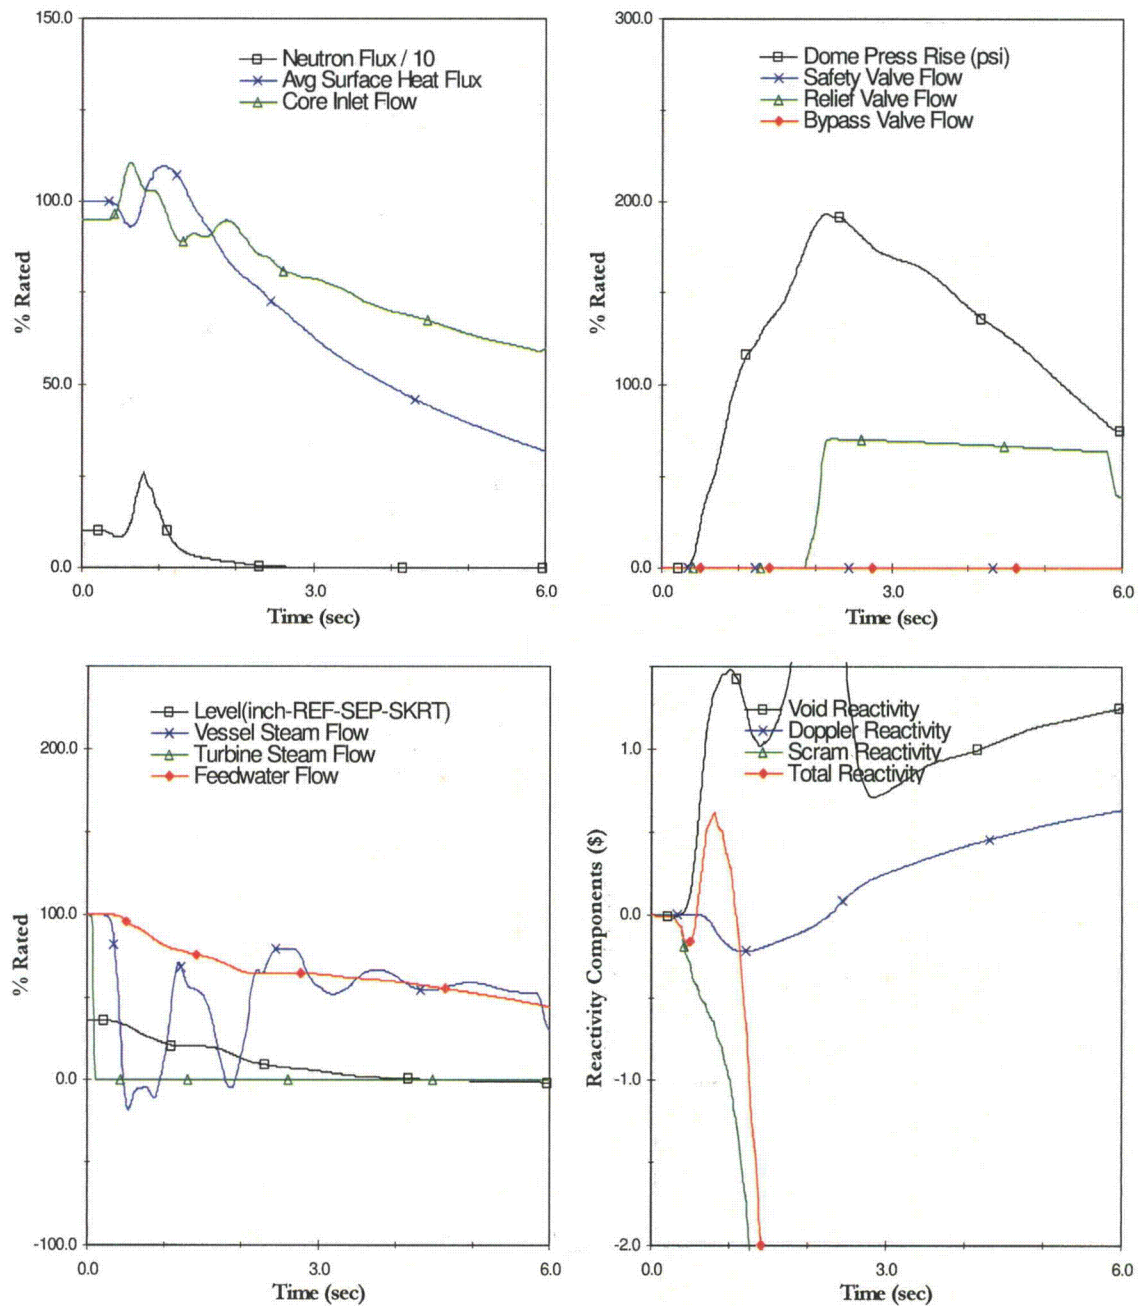 150.0
Neutron Flux / 10
Avg Surface Heat Flux
Core Inlet Flow
100.0
% Rated
50.0
0.0
0.0 3.0 6.0
Time (sec)
300.0
Dome Press Rise (psi)
Safety Valve Flow
Relief Valve Flow
Bypass Valve Flow
200.0
% Rated
100.0
0.0
0.0 3.0 6.0
Time (sec)
Level(inch-REF-SEP-SKRT)
Vessel Steam Flow
Turbine Steam Flow
Feedwater Flow
200.0
100.0
% Rated
0.0
-100.0
0.0 3.0 6.0
Time (sec)
Void Reactivity
Doppler Reactivity
Scram Reactivity
Total Reactivity
1.0
0.0
Reactivity Components ($)
-1.0
-2.0
0.0 3.0 6.0
Time (sec)